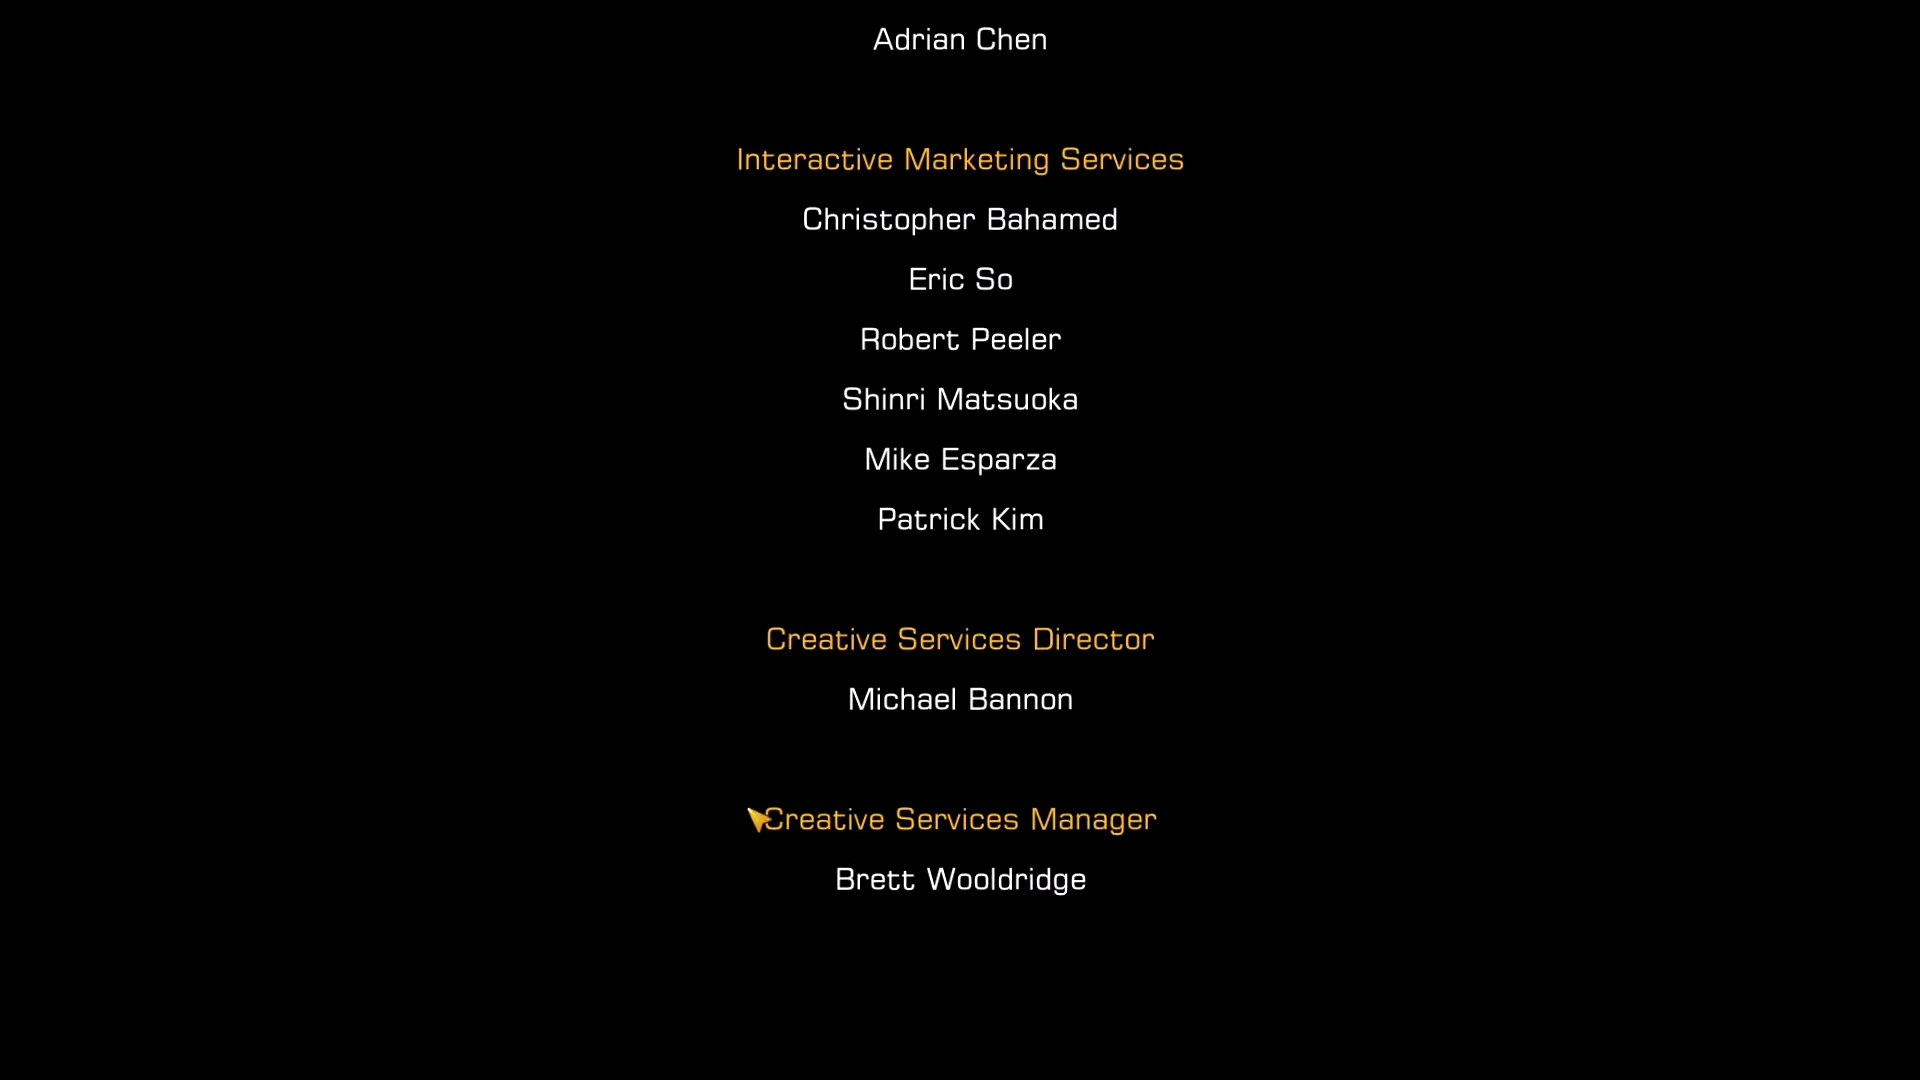 Adrian Chen
Interactive Marketing Services
Christopher Bahamed
Eric So
Robert Peeler
Shinri Matsuoka
Mike Esparza
Patrick Kim
Creative Services Director
Michael Bannon
Creative Services Manager
Brett Wooldridge